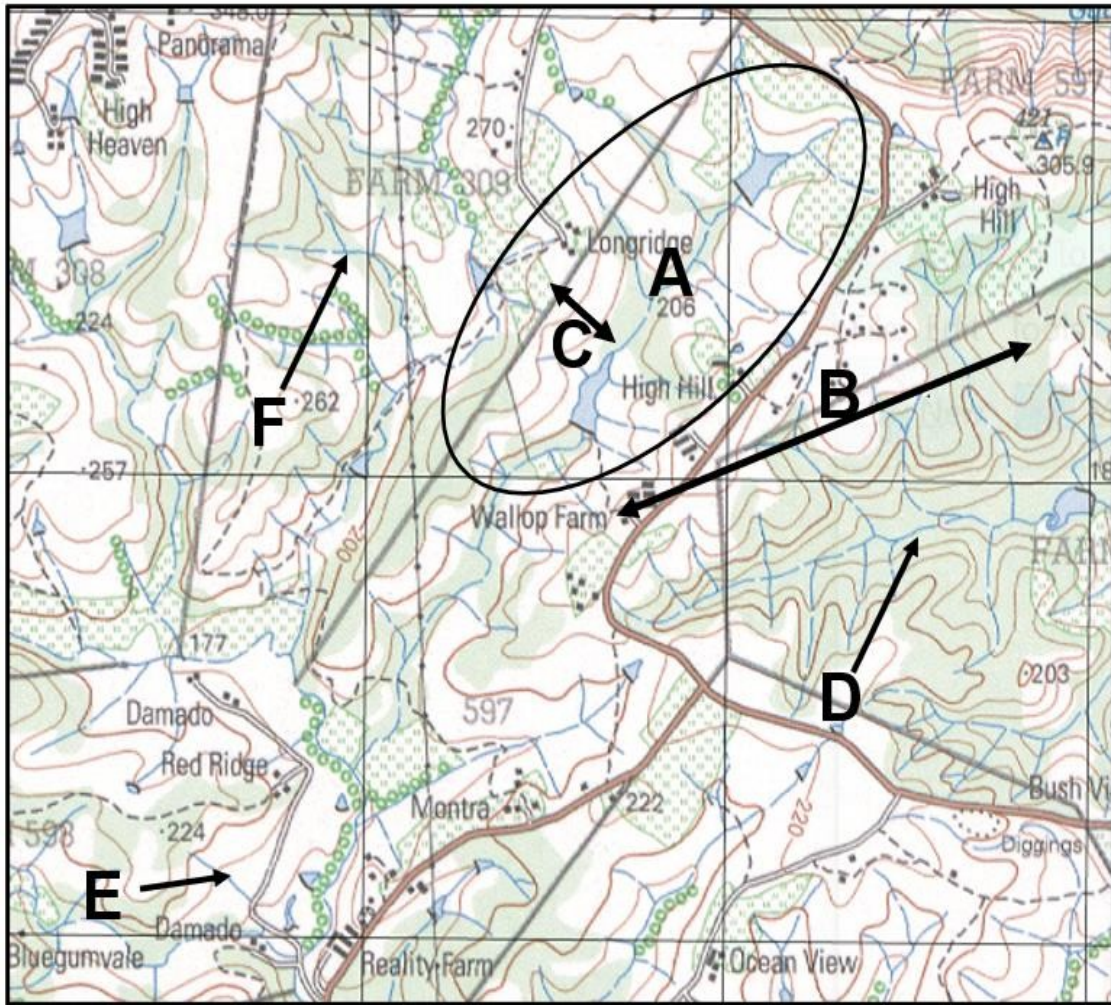 Panorama
High
Heaven
270
FARM 309
FARM 597
421
305.9
High
Hill
Longridge
A
206
C
High Hill
B
F
262
224
257
200
Wallop Farm
D
203
177
Damado
Red Ridge
597
Montra
222
220
Bush Vi
Diggings
224
593
E
Damado
Bluegumvale
Reality Farm
Ocean View